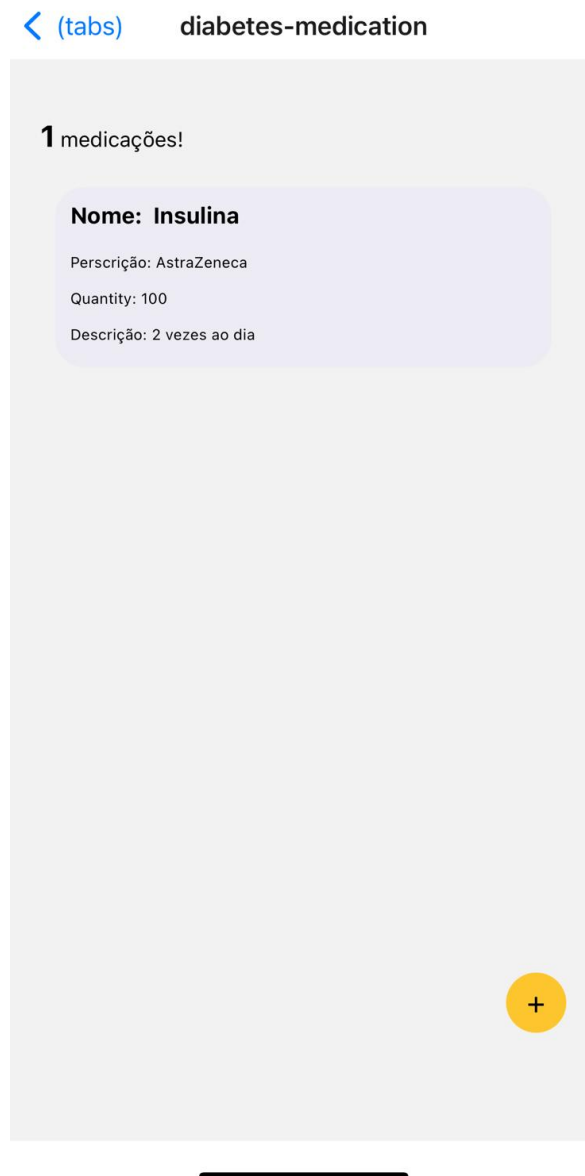 (tabs) diabetes-medication
1 medicações!
Nome: Insulina
Perscrição: AstraZeneca
Quantity: 100
Descrição: 2 vezes ao dia
+